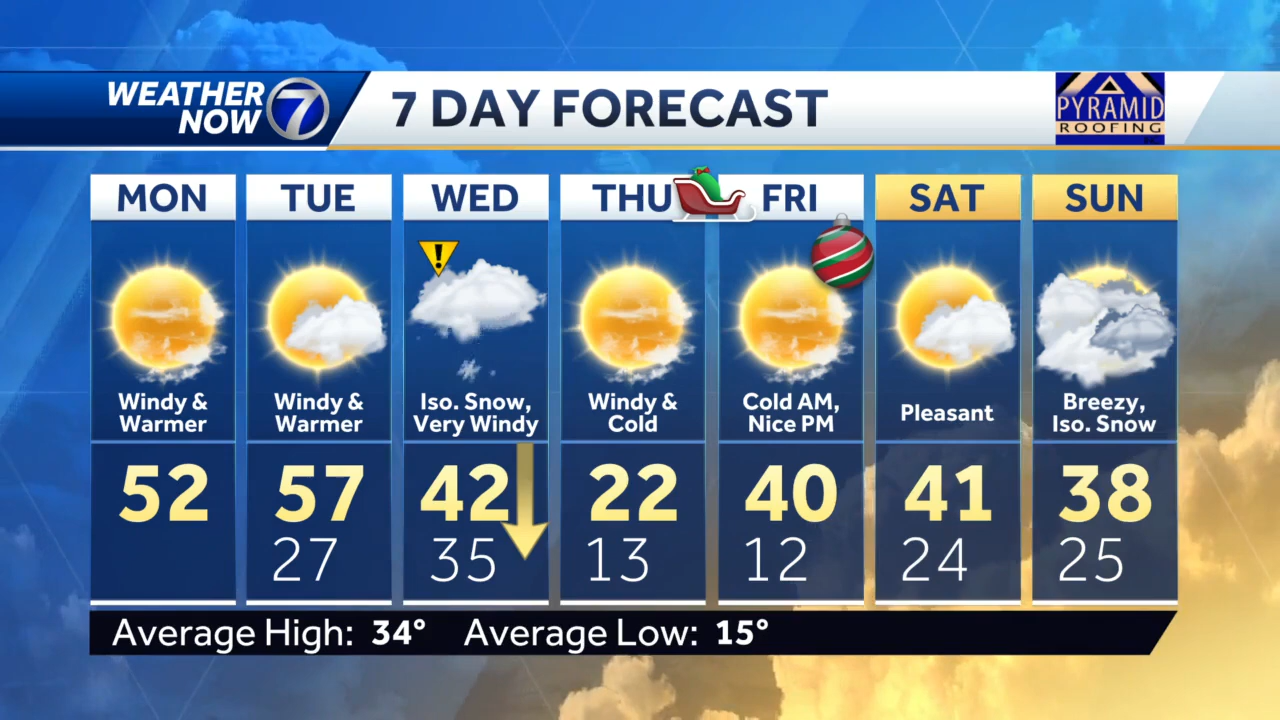 WEATHER
NOW 7
7 DAY FORECAST
PYRAMID
ROOFING
MON
TUE
WED
THU
FRI
SAT
SUN
!
Windy &
Warmer
Windy &
Warmer
Iso. Snow,
Very Windy
Windy &
Cold
Cold AM,
Nice PM
Pleasant
Breezy,
Iso. Snow
52
57
42
22
40
41
38
27
35
13
12
24
25
Average High: 34° Average Low: 15°